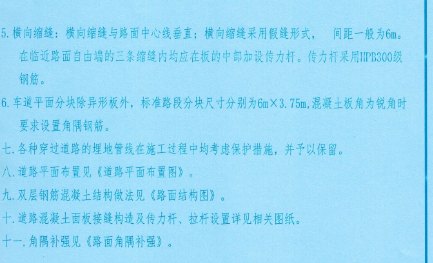 5.横向缩缝：横向缩缝与路面中心线垂直；横向缩缝采用假缝形式， 间距一般为6m。
在临近路面自由端的三条缩缝内均应在板的中部加设传力杆。传力杆采用HPB300级
钢筋。
6.车道平面分块除异形板外，标准路段分块尺寸分别为6m×3.75m,混凝土板角为锐角时
要求设置角隅钢筋。
七.各种穿过道路的埋地管线在施工过程中均考虑保护措施，并予以保留。
八.道路平面布置见《道路平面布置图》。
九.双层钢筋混凝土结构做法见《路面结构图》。
十.道路混凝土面板接缝构造及传力杆、拉杆设置详见相关图纸。
十一.角隅补强见《路面角隅补强》。